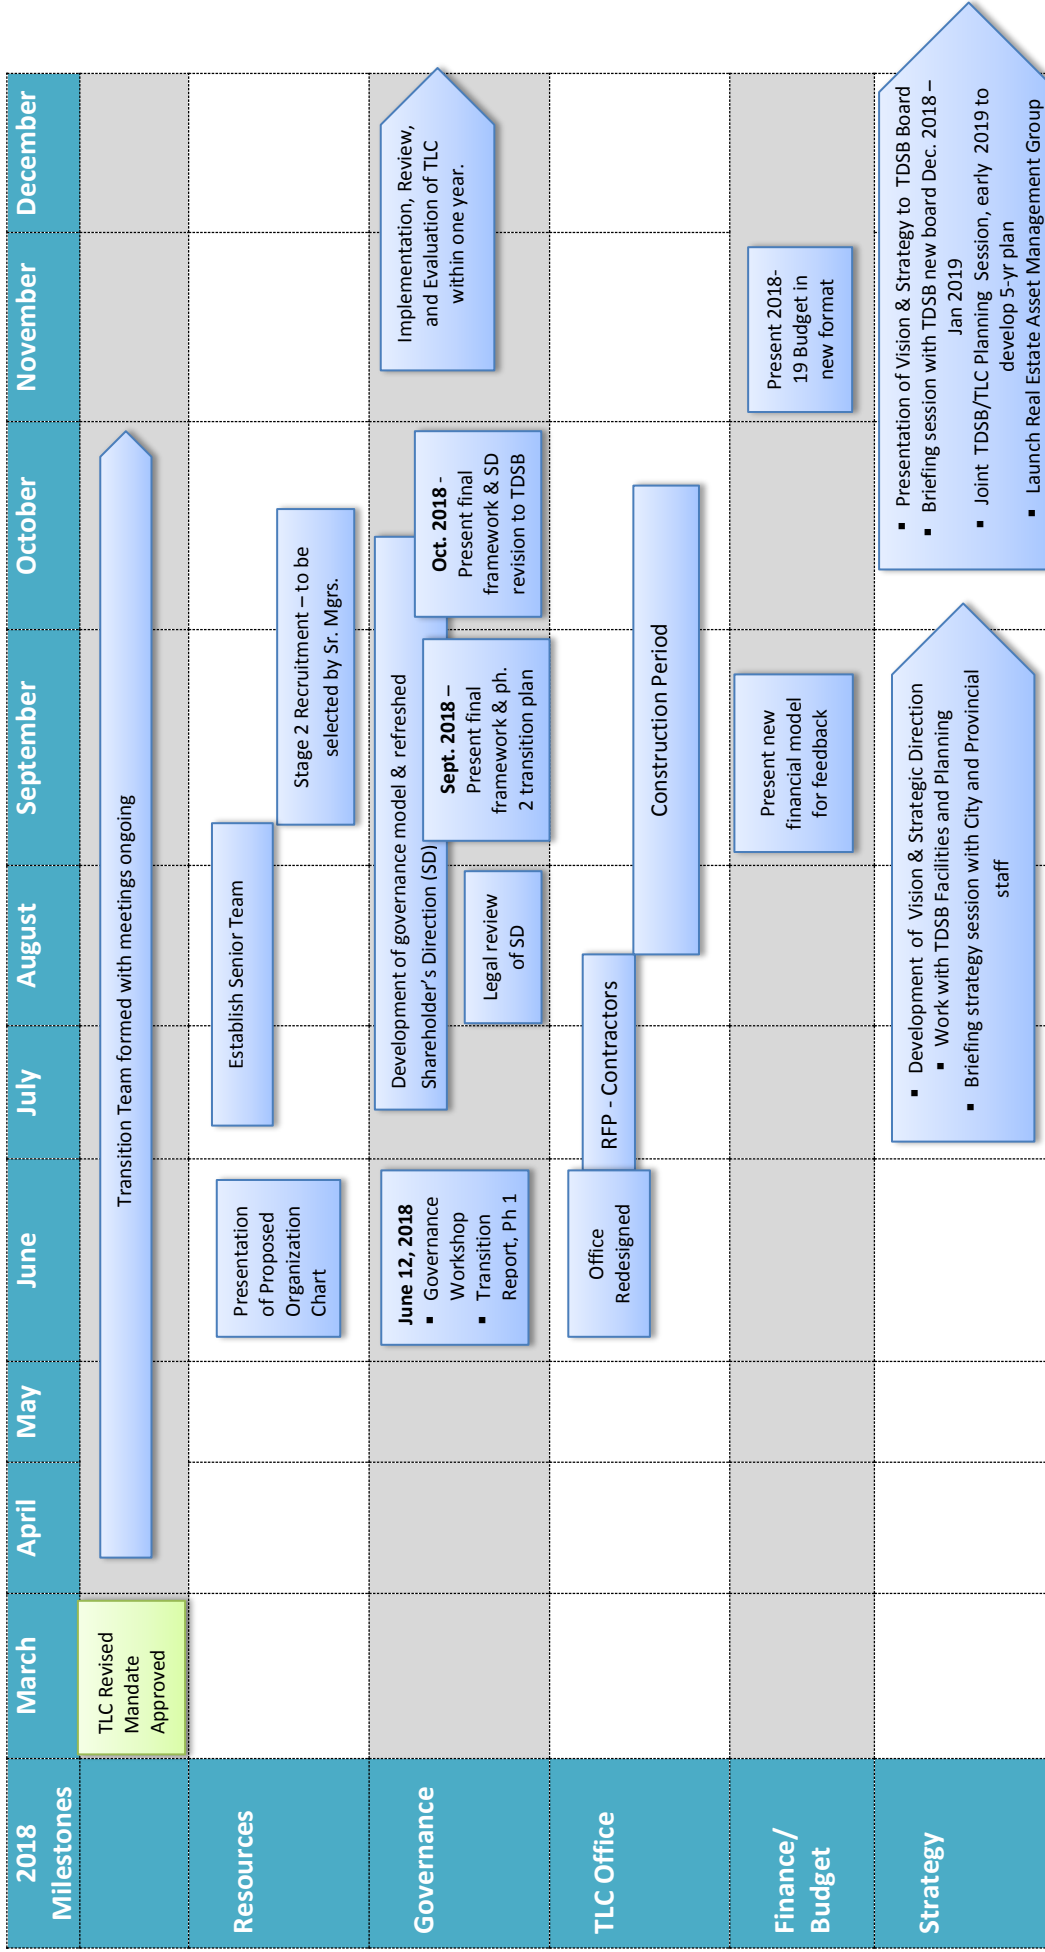 2018
Milestones
March
April
May
June
July
August
September
October
November
December
TLC Revised
Mandate
Approved
Transition Team formed with meetings ongoing
Resources
Presentation
of Proposed
Organization
Chart
Establish Senior Team
Stage 2 Recruitment – to be
selected by Sr. Mgrs.
Governance
June 12, 2018
▪ Governance
Workshop
▪ Transition
Report, Ph 1
Development of governance model & refreshed
Shareholder's Direction (SD)
Legal review
of SD
Sept. 2018 –
Present final
framework & ph.
2 transition plan
Oct. 2018 -
Present final
framework & SD
revision to TDSB
Implementation, Review,
and Evaluation of TLC
within one year.
TLC Office
Office
Redesigned
RFP - Contractors
Construction Period
Finance/
Budget
Present new
financial model
for feedback
Present 2018-
19 Budget in
new format
Strategy
▪ Development of Vision & Strategic Direction
▪ Work with TDSB Facilities and Planning
▪ Briefing strategy session with City and Provincial
staff
▪ Presentation of Vision & Strategy to TDSB Board
▪ Briefing session with TDSB new board Dec. 2018 –
Jan 2019
▪ Joint TDSB/TLC Planning Session, early 2019 to
develop 5-yr plan
▪ Launch Real Estate Asset Management Group